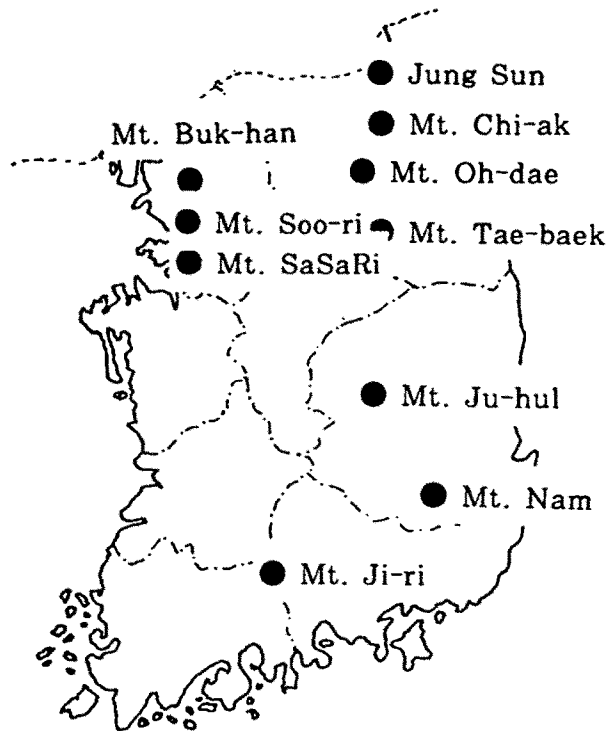 Jung Sun
Mt. Buk-han
Mt. Chi-ak
Mt. Oh-dae
Mt. Soo-ri
Mt. Tae-baek
Mt. SaSaRi
Mt. Ju-hul
Mt. Nam
Mt. Ji-ri